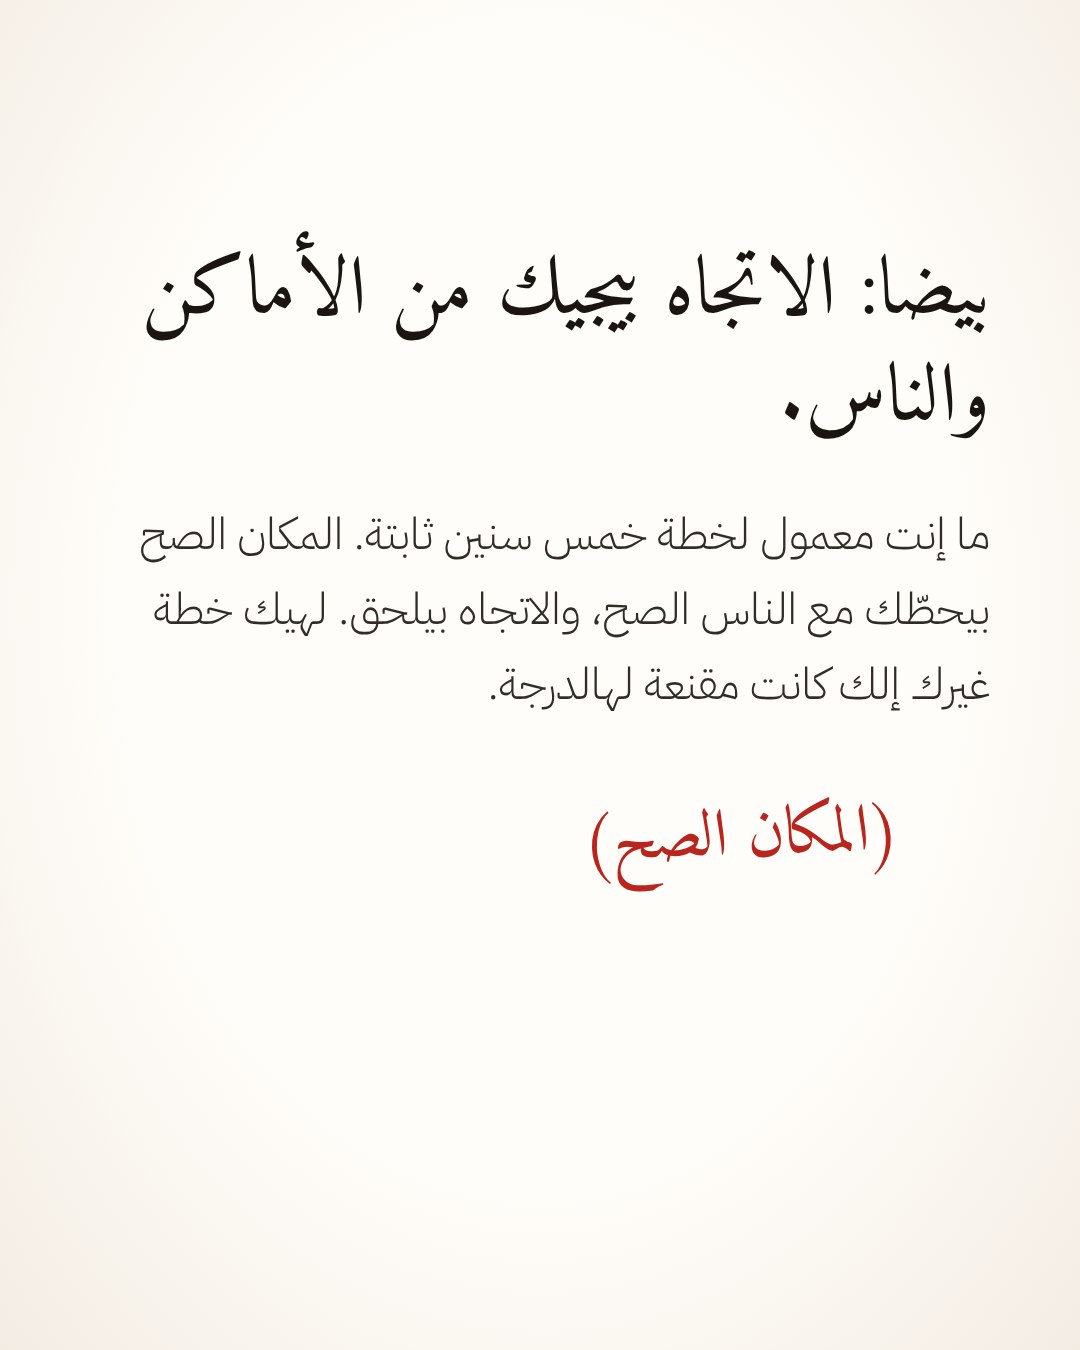 بيضا: الاتجاه بيجيك من الأماكن
والناس.
ما إنت معمول لخطة خمس سنين ثابتة. المكان الصح
بيحطّك مع الناس الصح، والاتجاه بيلحق. لهيك خطة
غيرك إلك كانت مقنعة لهالدرجة.
(المكان الصح)